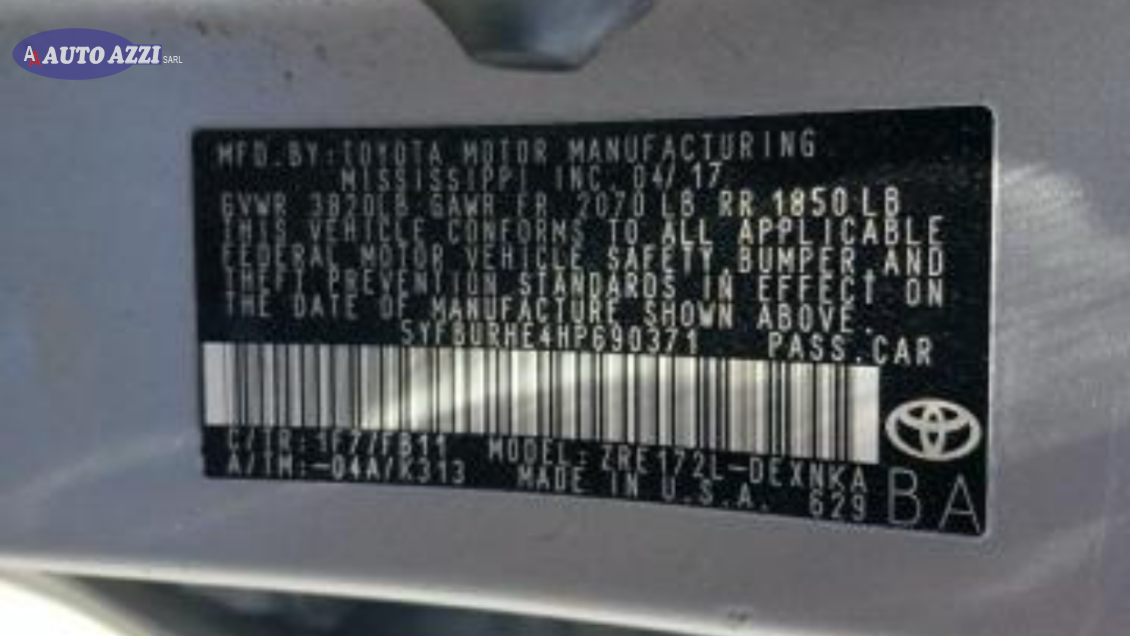 AUTO AZZI SARL
MFD.BY:TOYOTA MOTOR MANUFACTURING
MISSISSIPPI INC. 04/17
GVWR 3820LB GAWR FR 2070 LB RR 1850 LB
THIS VEHICLE CONFORMS TO ALL APPLICABLE
FEDERAL MOTOR VEHICLE SAFETY,BUMPER,AND
THEFT PREVENTION STANDARDS IN EFFECT ON
THE DATE OF MANUFACTURE SHOWN ABOVE.
5YFBURHE4HP690371 PASS.CAR
C/TR:1F7/FB11 MODEL:ZRE172L-DEXNKA
A/TM:-04A/K313 MADE IN U.S.A. 629
BA